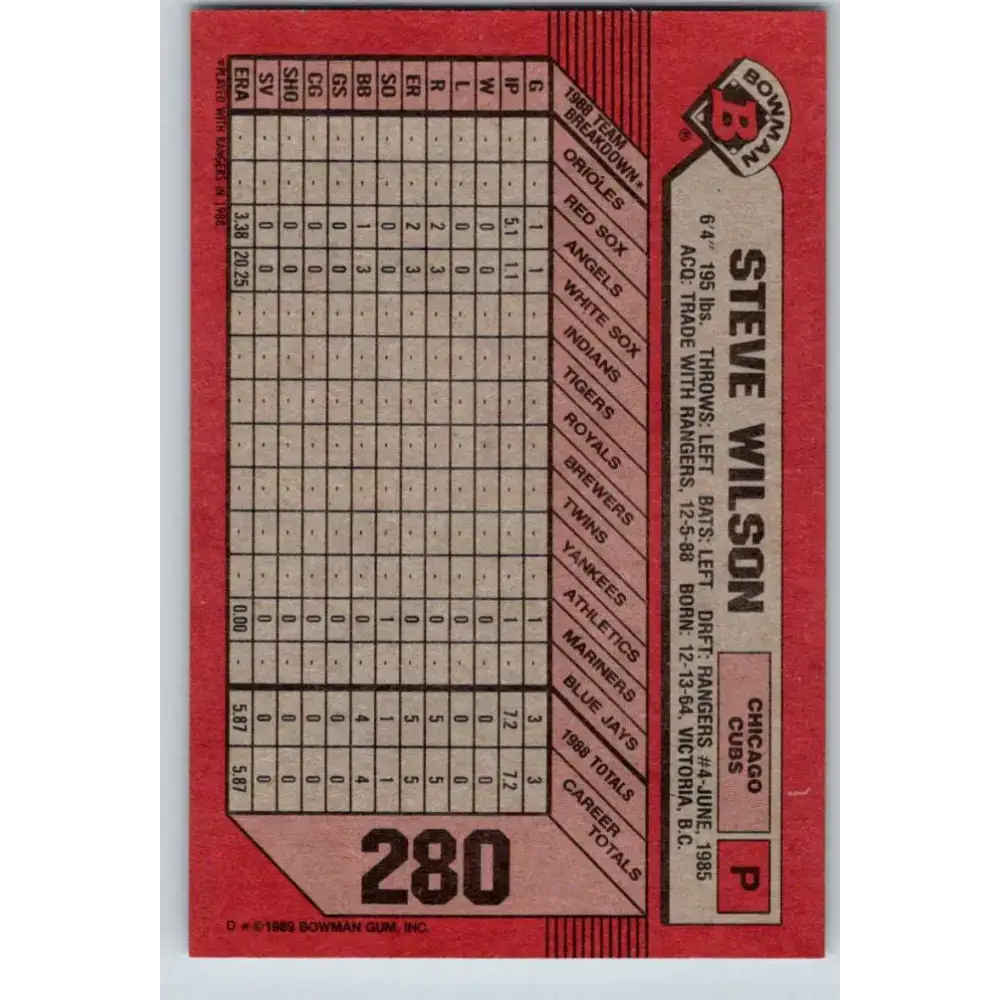 BOWMAN
B
®
STEVE WILSON
CHICAGO
CUBS
P
6'4" 195 lbs. THROWS: LEFT BATS: LEFT DRFT: RANGERS #4-JUNE, 1985
ACQ: TRADE WITH RANGERS, 12-5-88 BORN: 12-13-64, VICTORIA, B.C.
1988 TEAM
BREAKDOWN*
ORIOLES
RED SOX
ANGELS
WHITE SOX
INDIANS
TIGERS
ROYALS
BREWERS
TWINS
YANKEES
ATHLETICS
MARINERS
BLUE JAYS
1988 TOTALS
CAREER
TOTALS
G - - 1 1 - - - - - - - 1 - 3 3
IP - - 5.1 1.1 - - - - - - - 1 - 7.2 7.2
W - - 0 0 - - - - - - - 0 - 0 0
L - - 0 0 - - - - - - - 0 - 0 0
R - - 2 3 - - - - - - - 0 - 5 5
ER - - 2 3 - - - - - - - 0 - 5 5
SO - - 0 0 - - - - - - - 1 - 1 1
BB - - 1 3 - - - - - - - 0 - 4 4
GS - - 0 0 - - - - - - - 0 - 0 0
CG - - 0 0 - - - - - - - 0 - 0 0
SHO - - 0 0 - - - - - - - 0 - 0 0
SV - - 0 0 - - - - - - - 0 - 0 0
ERA - - 3.38 20.25 - - - - - - - 0.00 - 5.87 5.87
*PLAYED WITH RANGERS IN 1988.
280
D *©1989 BOWMAN GUM, INC.